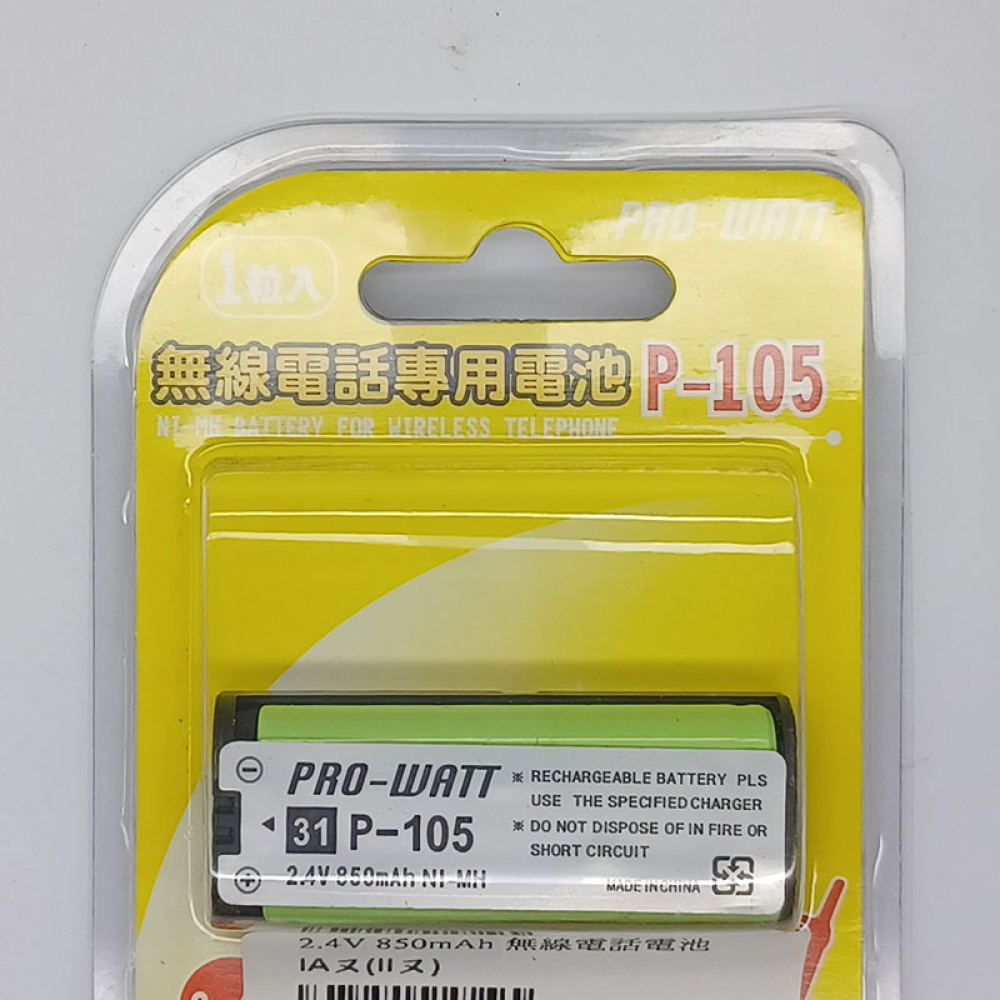 PRO-WATT
1粒入
無線電話專用電池 P-105
NI-MH BATTERY FOR WIRELESS TELEPHONE
PRO-WATT
31 P-105
2.4V 850mAh NI-MH
※ RECHARGEABLE BATTERY PLS
USE THE SPECIFIED CHARGER
※ DO NOT DISPOSE OF IN FIRE OR
SHORT CIRCUIT
MADE IN CHINA
2.4V 850mAh 無線電話電池
IAㄡ(IIㄡ)